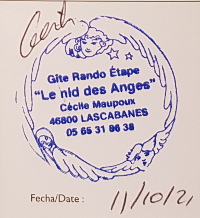 Gîte Rando Étape
"Le nid des Anges"
Cécile Maupoux
46800 LASCABANES
05 65 31 86 38
Fecha/Date : 11/10/21